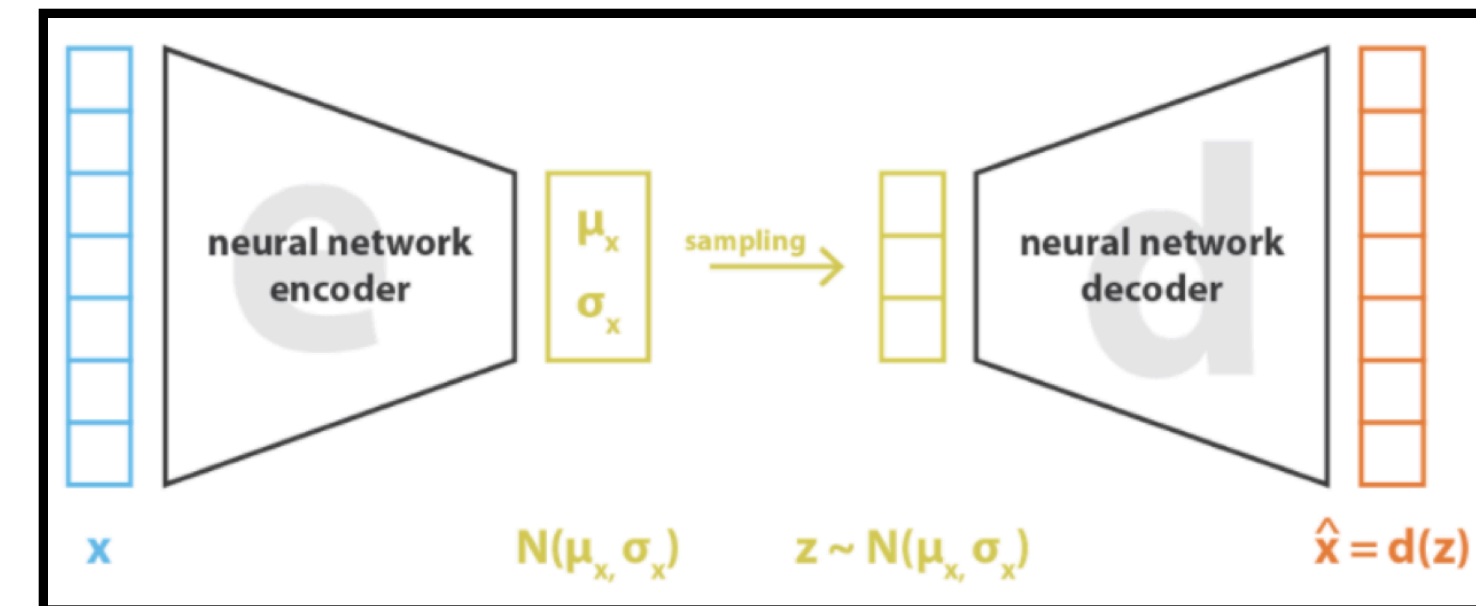 e
neural network
encoder
μₓ
σₓ
sampling
d
neural network
decoder
x
N(μₓ, σₓ)
z ~ N(μₓ, σₓ)
x̂ = d(z)